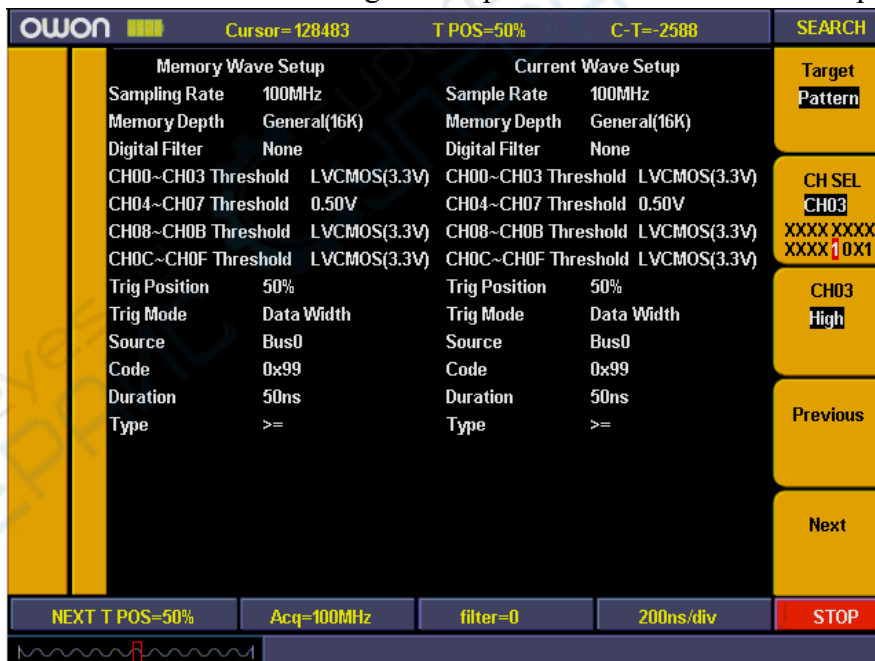 owon Cursor=128483 T POS=50% C-T=-2588 SEARCH
Memory Wave Setup Current Wave Setup
Sampling Rate 100MHz Sample Rate 100MHz
Memory Depth General(16K) Memory Depth General(16K)
Digital Filter None Digital Filter None
CH00~CH03 Threshold LVCMOS(3.3V) CH00~CH03 Threshold LVCMOS(3.3V)
CH04~CH07 Threshold 0.50V CH04~CH07 Threshold 0.50V
CH08~CH0B Threshold LVCMOS(3.3V) CH08~CH0B Threshold LVCMOS(3.3V)
CH0C~CH0F Threshold LVCMOS(3.3V) CH0C~CH0F Threshold LVCMOS(3.3V)
Trig Position 50% Trig Position 50%
Trig Mode Data Width Trig Mode Data Width
Source Bus0 Source Bus0
Code 0x99 Code 0x99
Duration 50ns Duration 50ns
Type >= Type >=
Target
Pattern
CH SEL
CH03
XXXX XXXX
XXXX 1 0X1
CH03
High
Previous
Next
NEXT T POS=50% Acq=100MHz filter=0 200ns/div STOP